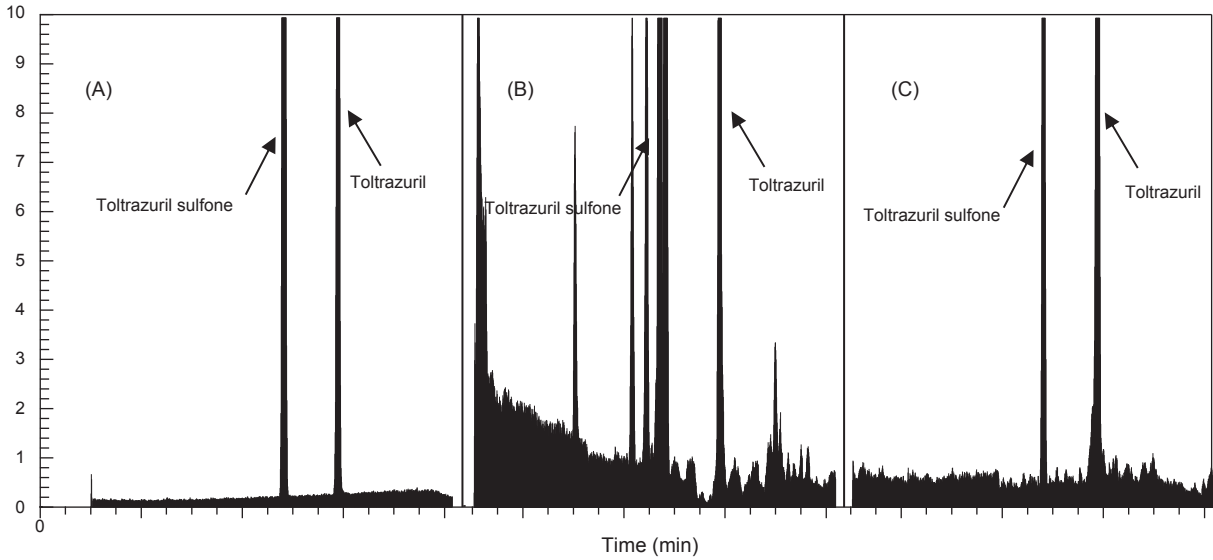 10
9
8
7
6
5
4
3
2
1
0
0
(A)
Toltrazuril sulfone
Toltrazuril
(B)
Toltrazuril sulfone
Toltrazuril
(C)
Toltrazuril sulfone
Toltrazuril
Time (min)